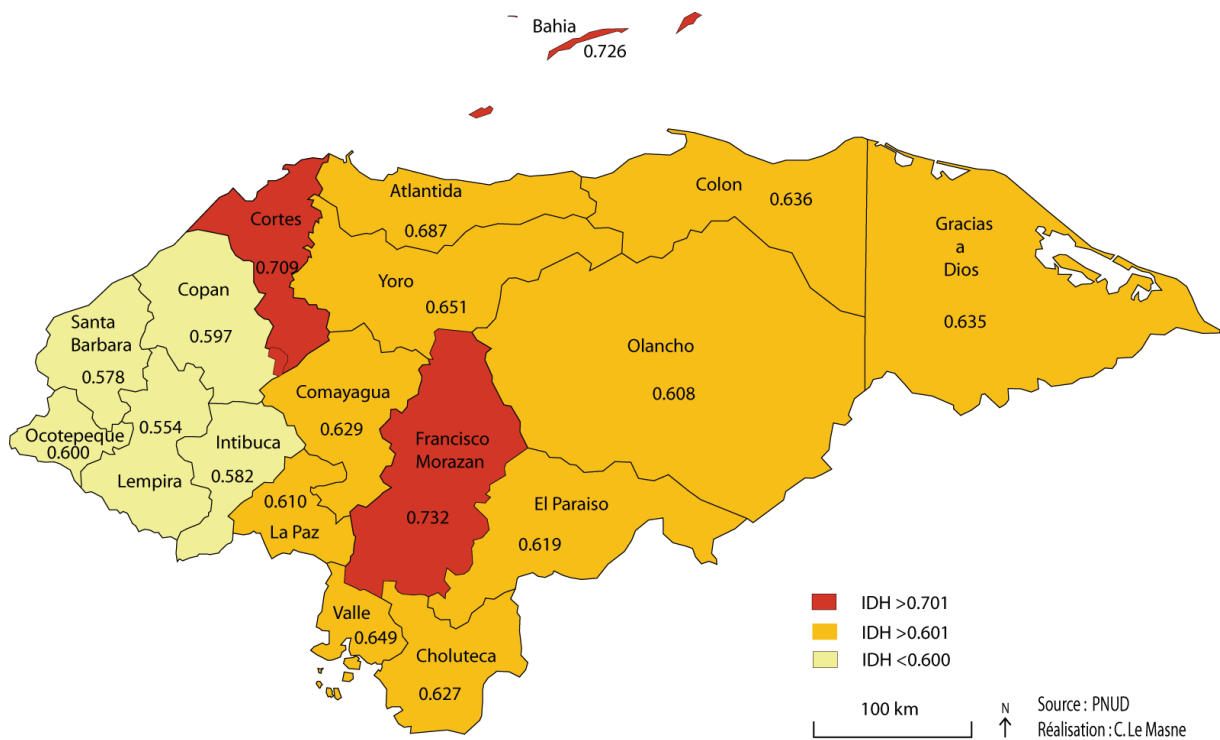 Bahia
0.726
Cortes
0.709
Atlantida
0.687
Colon
0.636
Gracias
a
Dios
0.635
Yoro
0.651
Copan
0.597
Santa
Barbara
0.578
Olancho
0.608
Comayagua
0.629
Ocotepeque
0.600
0.554
Lempira
Intibuca
0.582
Francisco
Morazan
0.732
0.610
La Paz
El Paraiso
0.619
Valle
0.649
Choluteca
0.627
IDH >0.701
IDH >0.601
IDH <0.600
100 km
N
Source : PNUD
Réalisation : C. Le Masne